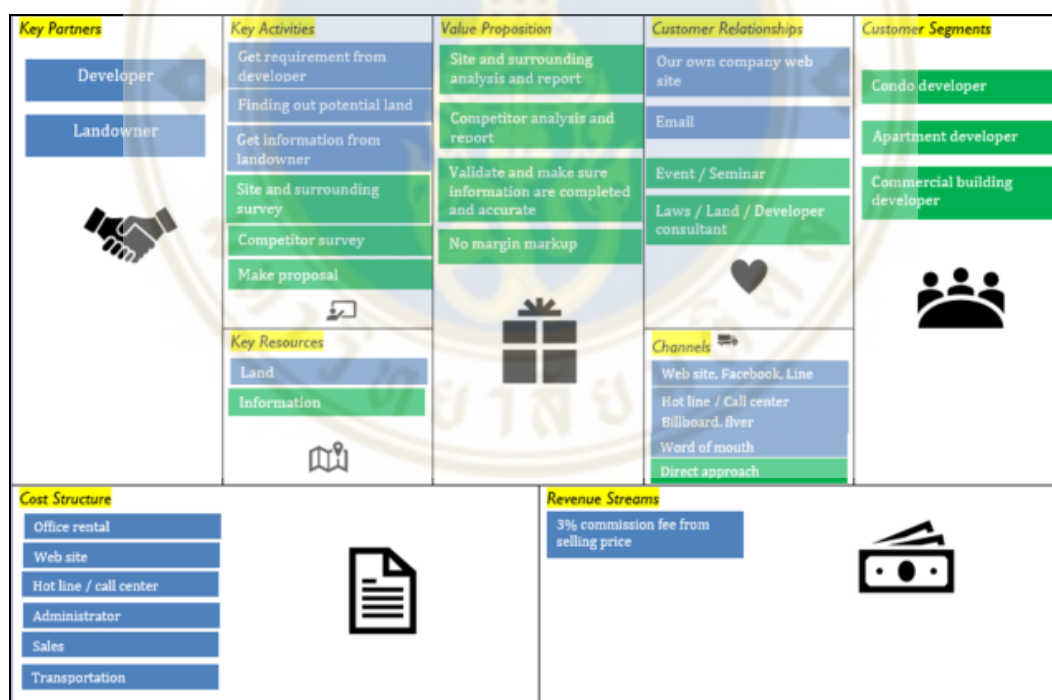 Key Partners
Developer
Landowner
Key Activities
Get requirement from
developer
Finding out potential land
Get information from
landowner
Site and surrounding
survey
Competitor survey
Make proposal
Key Resources
Land
Information
Value Proposition
Site and surrounding
analysis and report
Competitor analysis and
report
Validate and make sure
information are completed
and accurate
No margin markup
Customer Relationships
Our own company web
site
Email
Event / Seminar
Laws / Land / Developer
consultant
Channels
Web site, Facebook, Line
Hot line / Call center
Billboard, flyer
Word of mouth
Direct approach
Customer Segments
Condo developer
Apartment developer
Commercial building
developer
Cost Structure
Office rental
Web site
Hot line / call center
Administrator
Sales
Transportation
Revenue Streams
3% commission fee from
selling price